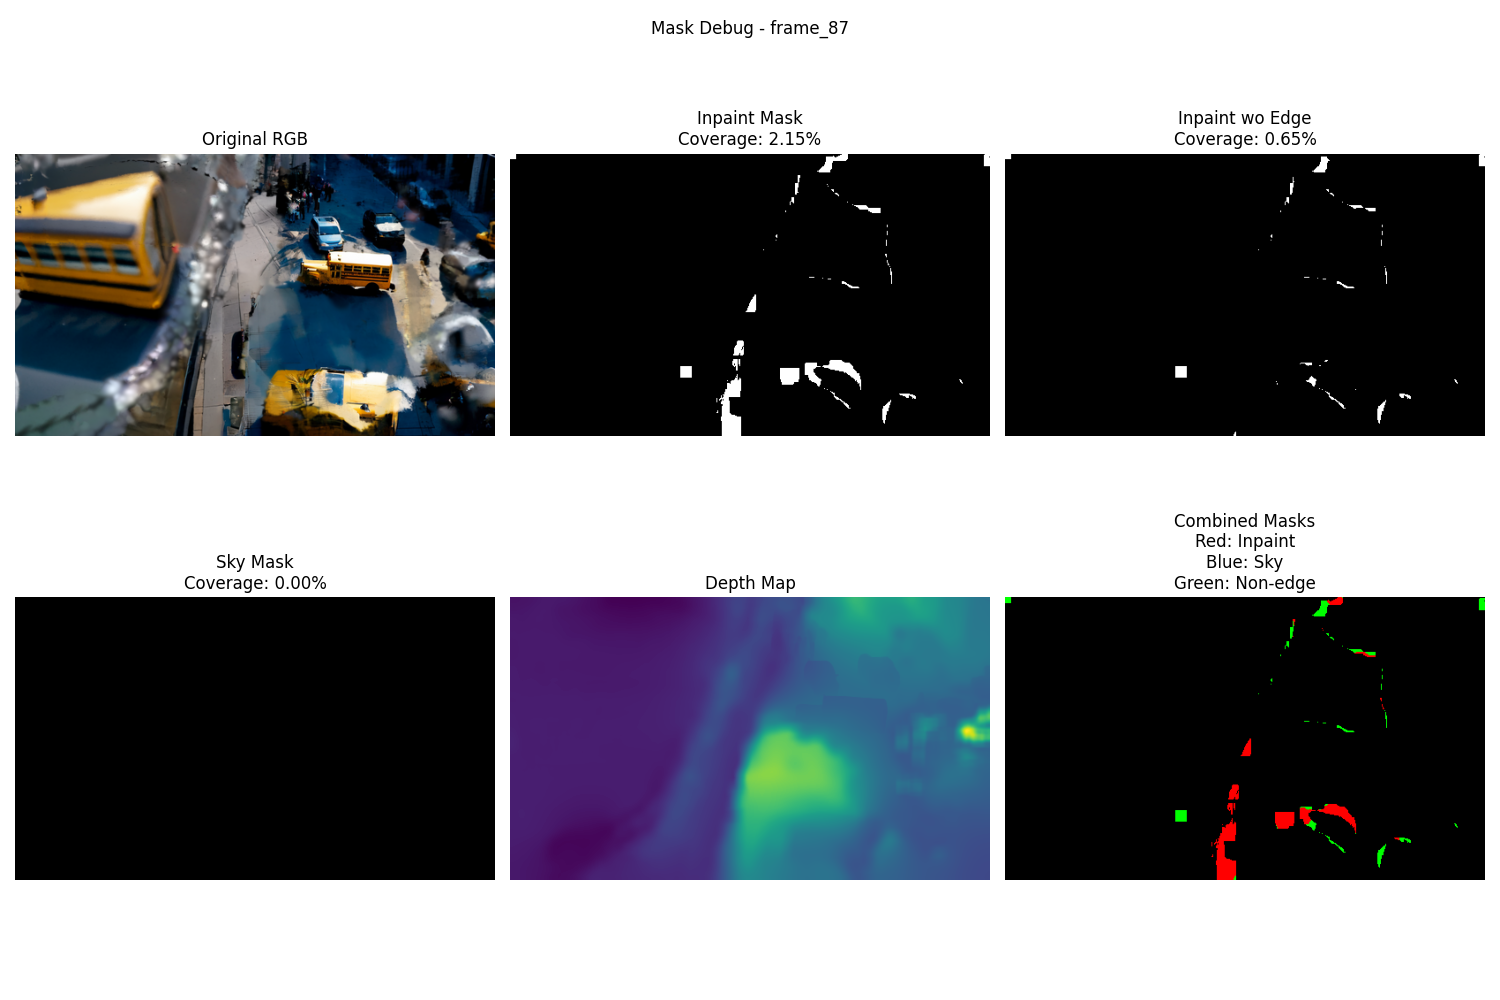 Mask Debug - frame_87
Original RGB
Inpaint Mask
Coverage: 2.15%
Inpaint wo Edge
Coverage: 0.65%
Sky Mask
Coverage: 0.00%
Depth Map
Combined Masks
Red: Inpaint
Blue: Sky
Green: Non-edge